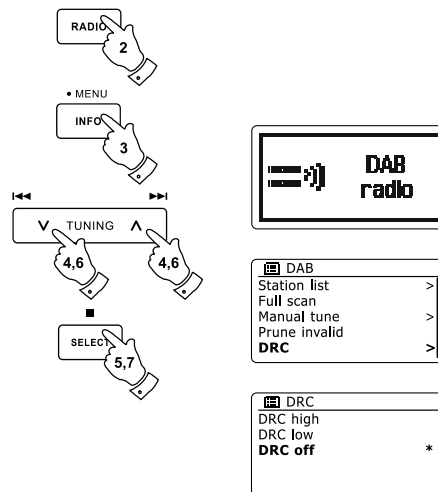 RADIO
2
• MENU
INFO
3
TUNING
4,6 4,6
SELECT
5,7
DAB
radio
DAB
Station list >
Full scan
Manual tune >
Prune invalid
DRC >
DRC
DRC high
DRC low
DRC off *